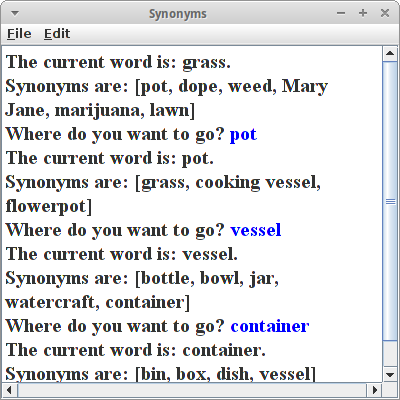 Synonyms
File Edit
The current word is: grass.
Synonyms are: [pot, dope, weed, Mary
Jane, marijuana, lawn]
Where do you want to go? pot
The current word is: pot.
Synonyms are: [grass, cooking vessel,
flowerpot]
Where do you want to go? vessel
The current word is: vessel.
Synonyms are: [bottle, bowl, jar,
watercraft, container]
Where do you want to go? container
The current word is: container.
Synonyms are: [bin, box, dish, vessel]